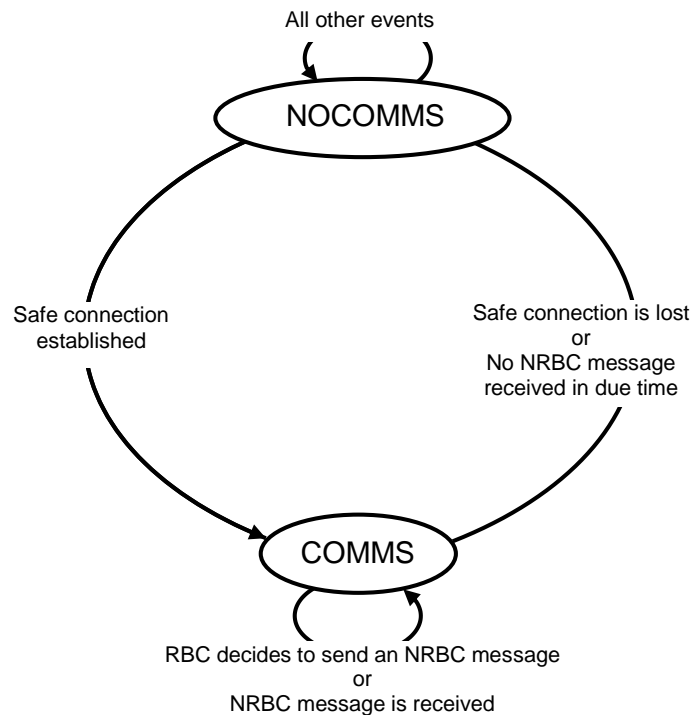 All other events
NOCOMMS
Safe connection
established
Safe connection is lost
or
No NRBC message
received in due time
COMMS
RBC decides to send an NRBC message
or
NRBC message is received